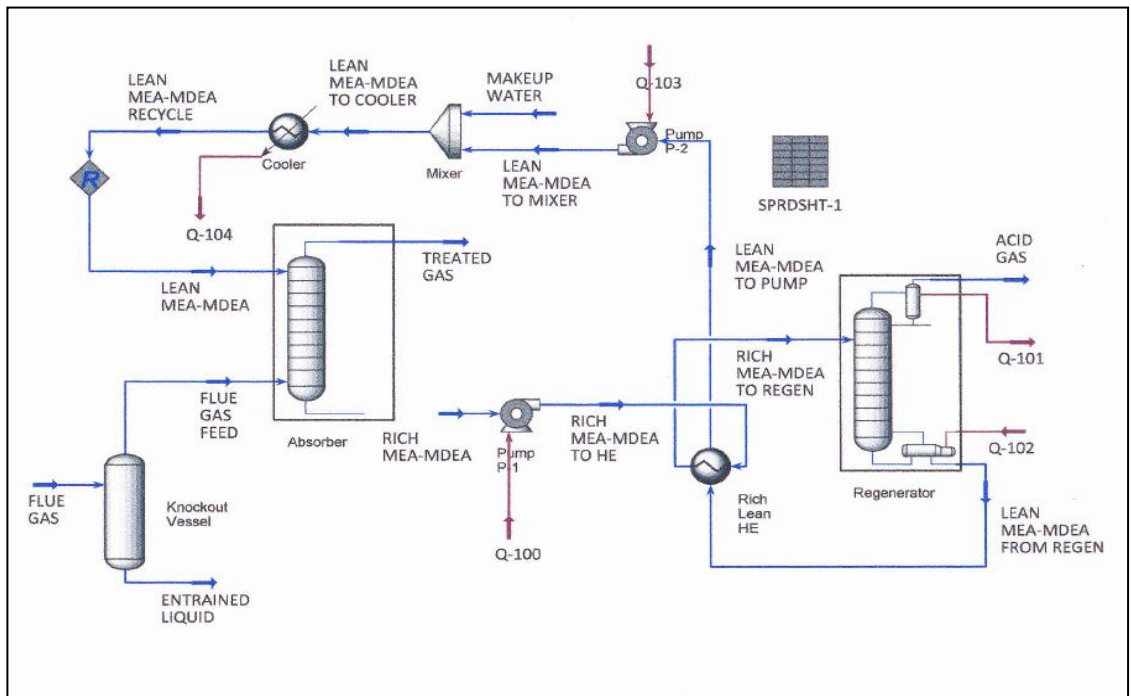 LEAN
MEA-MDEA
RECYCLE
LEAN
MEA-MDEA
TO COOLER
MAKEUP
WATER
Q-103
Pump
P-2
Cooler
Mixer
LEAN
MEA-MDEA
TO MIXER
SPRDSHT-1
R
Q-104
TREATED
GAS
LEAN
MEA-MDEA
LEAN
MEA-MDEA
TO PUMP
ACID
GAS
Q-101
RICH
MEA-MDEA
TO REGEN
FLUE
GAS
FEED
Absorber
RICH
MEA-MDEA
Pump
P-1
RICH
MEA-MDEA
TO HE
Q-102
Regenerator
FLUE
GAS
Knockout
Vessel
Rich
Lean
HE
LEAN
MEA-MDEA
FROM REGEN
Q-100
ENTRAINED
LIQUID